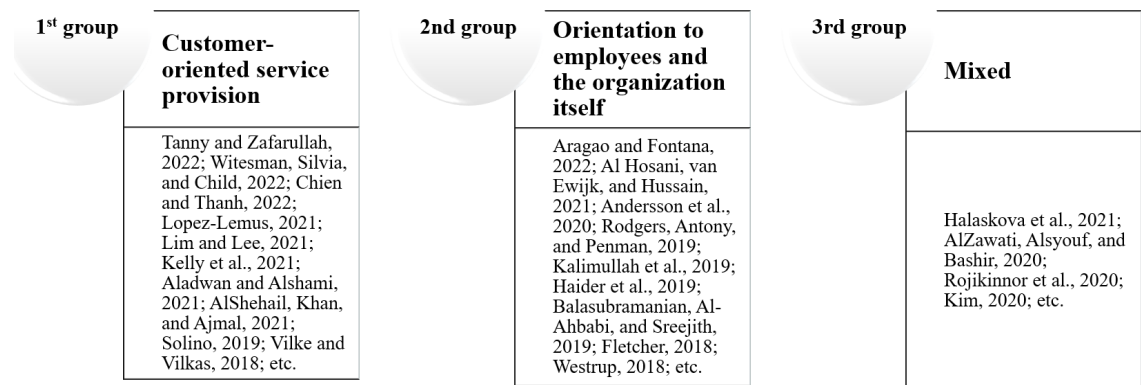 1st group
Customer-
oriented service
provision
Tanny and Zafarullah,
2022; Witesman, Silvia,
and Child, 2022; Chien
and Thanh, 2022;
Lopez-Lemus, 2021;
Lim and Lee, 2021;
Kelly et al., 2021;
Aladwan and Alshami,
2021; AlShehail, Khan,
and Ajmal, 2021;
Solino, 2019; Vilke and
Vilkas, 2018; etc.
2nd group
Orientation to
employees and
the organization
itself
Aragao and Fontana,
2022; Al Hosani, van
Ewijk, and Hussain,
2021; Andersson et al.,
2020; Rodgers, Antony,
and Penman, 2019;
Kalimullah et al., 2019;
Haider et al., 2019;
Balasubramanian, Al-
Ahbabi, and Sreejith,
2019; Fletcher, 2018;
Westrup, 2018; etc.
3rd group
Mixed
Halaskova et al., 2021;
AlZawati, Alsyouf, and
Bashir, 2020;
Rojikinnor et al., 2020;
Kim, 2020; etc.